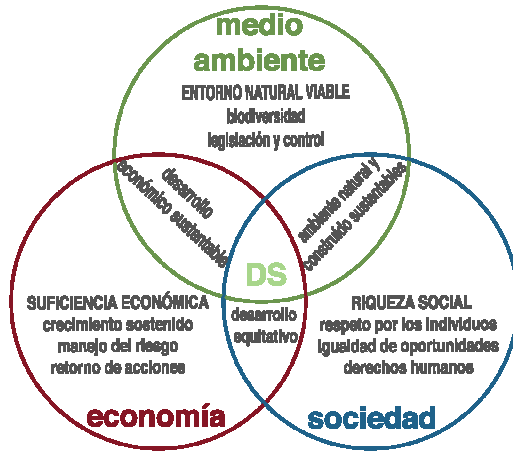 medio
ambiente
ENTORNO NATURAL VIABLE
biodiversidad
legislación y control
desarrollo
económico sustentable
ambiente natural y
construido sustentables
DS
SUFICIENCIA ECONÓMICA
crecimiento sostenido
manejo del riesgo
retorno de acciones
desarrollo
equitativo
RIQUEZA SOCIAL
respeto por los individuos
igualdad de oportunidades
derechos humanos
economía
sociedad